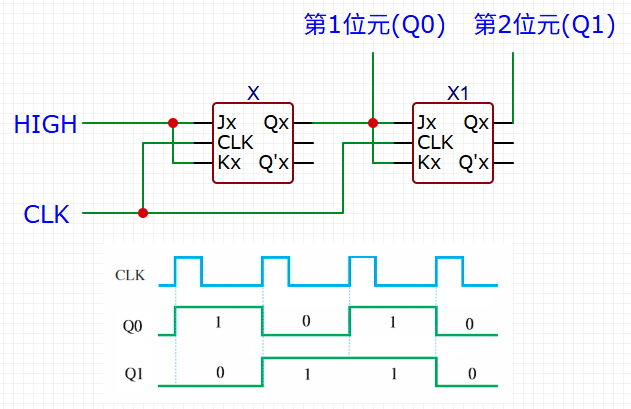 第1位元(Q0) 第2位元(Q1)
X X1
HIGH Jx Qx Jx Qx
CLK CLK
Kx Q'x Kx Q'x
CLK
CLK
Q0 1 0 1 0
Q1 0 1 1 0